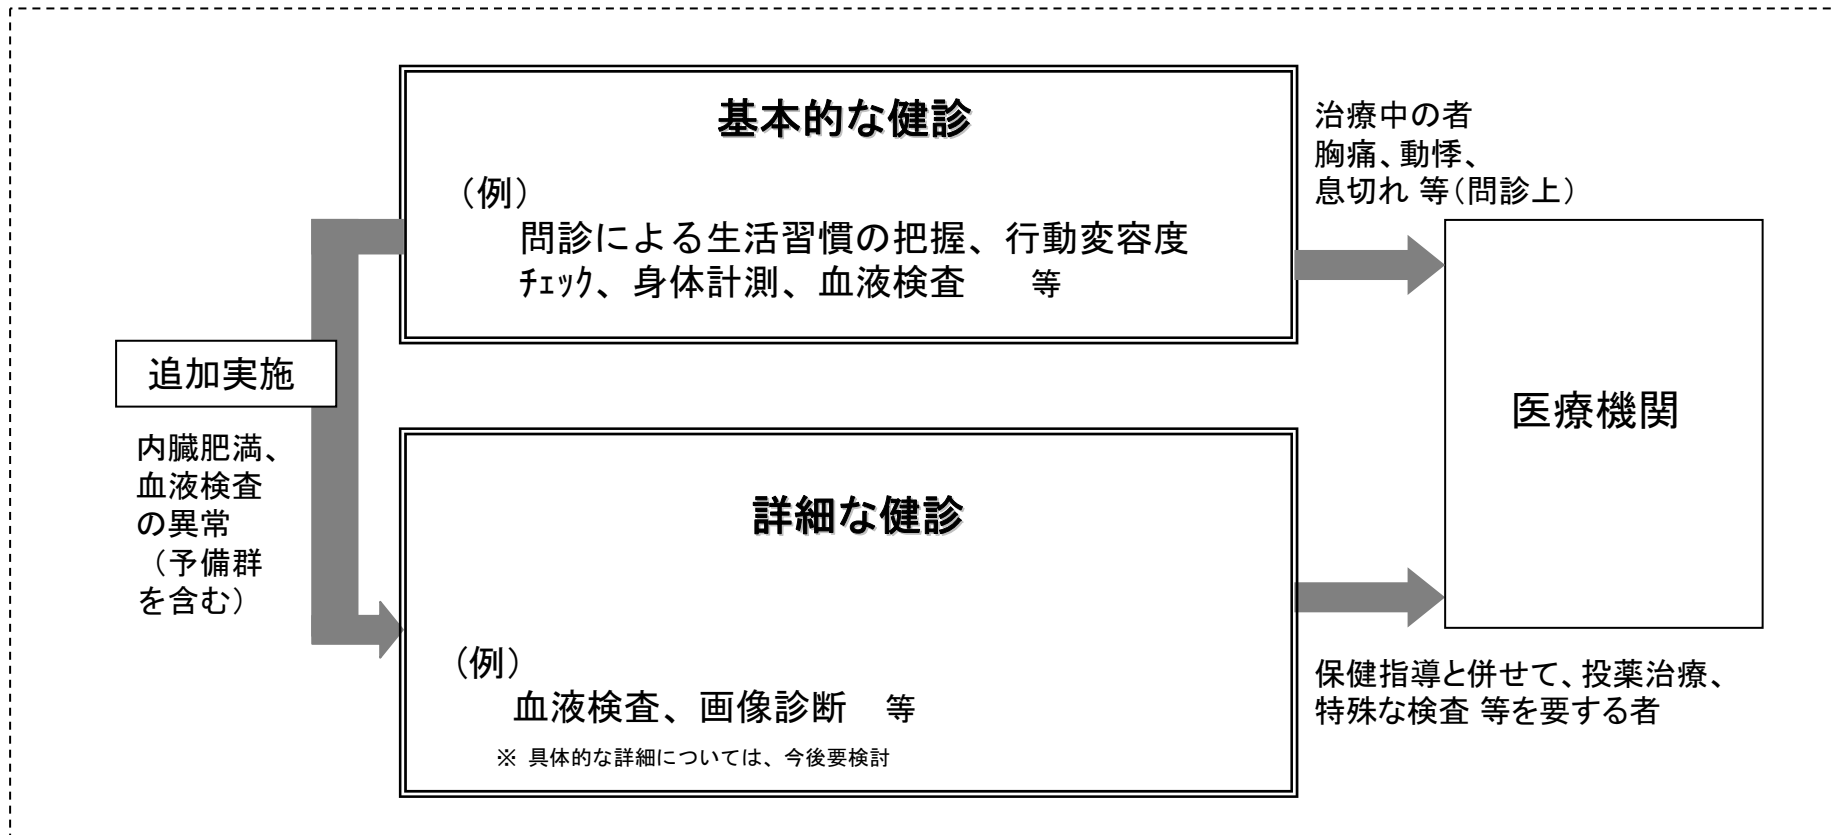 基本的な健診
（例）
問診による生活習慣の把握、行動変容度
ﾁｪｯｸ、身体計測、血液検査　等
治療中の者
胸痛、動悸、
息切れ 等（問診上）
追加実施
内臓肥満、
血液検査
の異常
（予備群
を含む）
医療機関
詳細な健診
（例）
血液検査、画像診断　等
※ 具体的な詳細については、今後要検討
保健指導と併せて、投薬治療、
特殊な検査 等を要する者